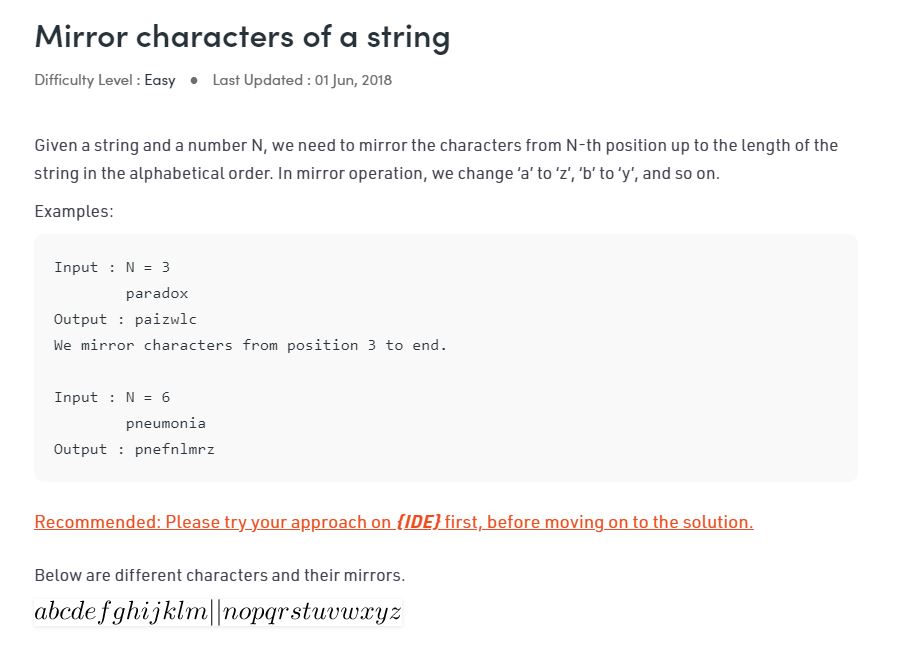 Mirror characters of a string
Difficulty Level : Easy ● Last Updated : 01 Jun, 2018
Given a string and a number N, we need to mirror the characters from N-th position up to the length of the
string in the alphabetical order. In mirror operation, we change ‘a’ to ‘z’, ‘b’ to ‘y’, and so on.
Examples:
Input : N = 3
paradox
Output : paizwlc
We mirror characters from position 3 to end.
Input : N = 6
pneumonia
Output : pnefnlmrz
Recommended: Please try your approach on {IDE} first, before moving on to the solution.
Below are different characters and their mirrors.
abcdefghijklm||nopqrstuvwxyz